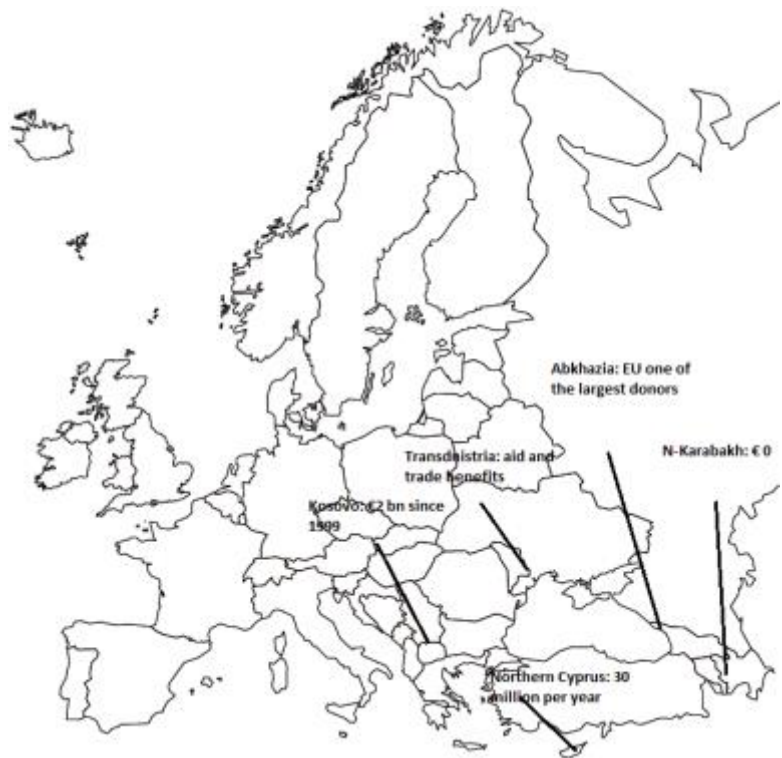 Abkhazia: EU one of
the largest donors
N-Karabakh: € 0
Transdnistria: aid and
trade benefits
Kosovo: €2 bn since
1999
Northern Cyprus: 30
million per year